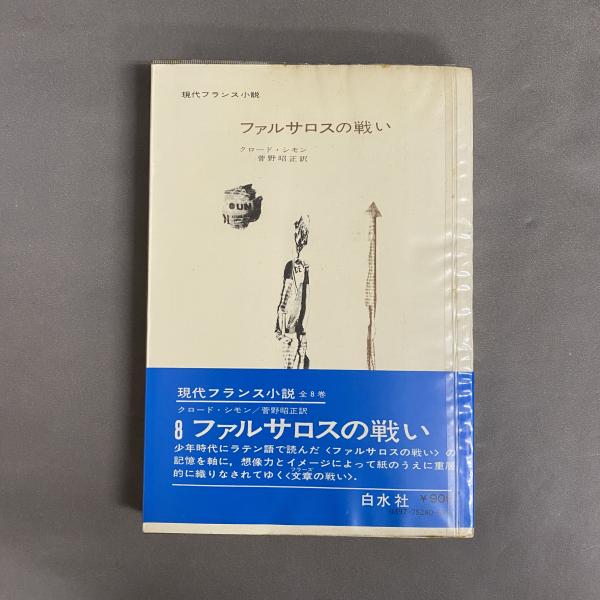 現代フランス小説
ファルサロスの戦い
クロード・シモン
菅野昭正訳
現代フランス小説 全8巻
クロード・シモン/菅野昭正訳
8 ファルサロスの戦い
少年時代にラテン語で読んだ〈ファルサロスの戦い〉の
記憶を軸に，想像力とイメージによって紙のうえに重層
的に織りなされてゆく〈文章の戦い〉．
フラーズ
白水社 ¥900